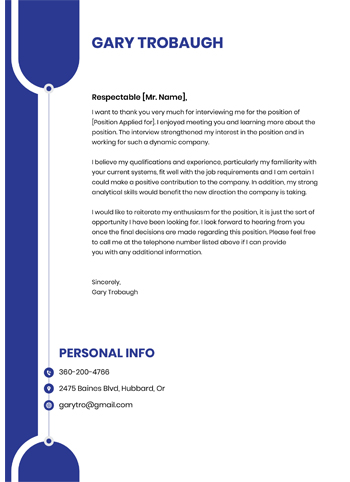 GARY TROBAUGH
Respectable [Mr. Name],
I want to thank you very much for interviewing me for the position of
[Position Applied for]. I enjoyed meeting you and learning more about the
position. The interview strengthened my interest in the position and in
working for such a dynamic company.
I believe my qualifications and experience, particularly my familiarity with
your current systems, fit well with the job requirements and I am certain I
could make a positive contribution to the company. In addition, my strong
analytical skills would benefit the new direction the company is taking.
I would like to reiterate my enthusiasm for the position, it is just the sort of
opportunity I have been looking for. I look forward to hearing from you
once the final decisions are made regarding this position. Please feel free
to call me at the telephone number listed above if I can provide
you with any additional information.
Sincerely,
Gary Trobaugh
PERSONAL INFO
360-200-4766
2475 Baines Blvd, Hubbard, Or
garytro@gmail.com